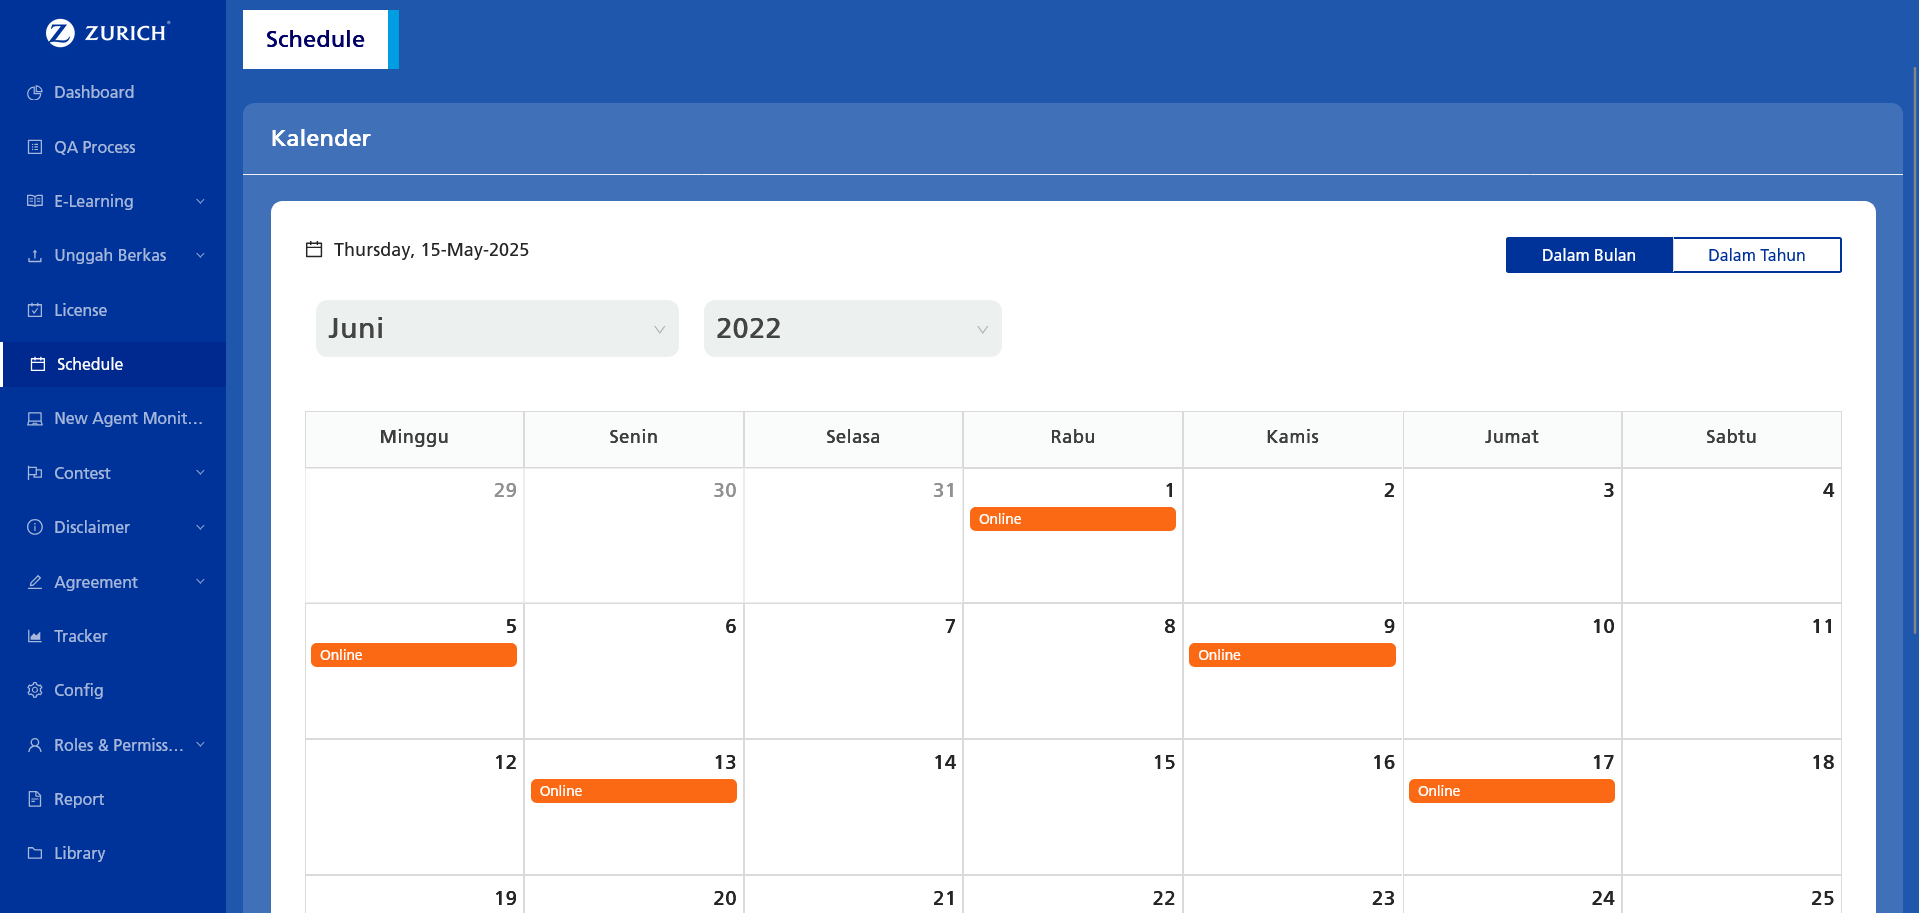 ZURICH
Dashboard
QA Process
E-Learning
Unggah Berkas
License
Schedule
New Agent Monit...
Contest
Disclaimer
Agreement
Tracker
Config
Roles & Permiss...
Report
Library
Schedule
Kalender
Thursday, 15-May-2025
Dalam Bulan Dalam Tahun
Juni 2022
Minggu Senin Selasa Rabu Kamis Jumat Sabtu
29 30 31 1 2 3 4
Online
5 6 7 8 9 10 11
Online Online
12 13 14 15 16 17 18
Online Online
19 20 21 22 23 24 25